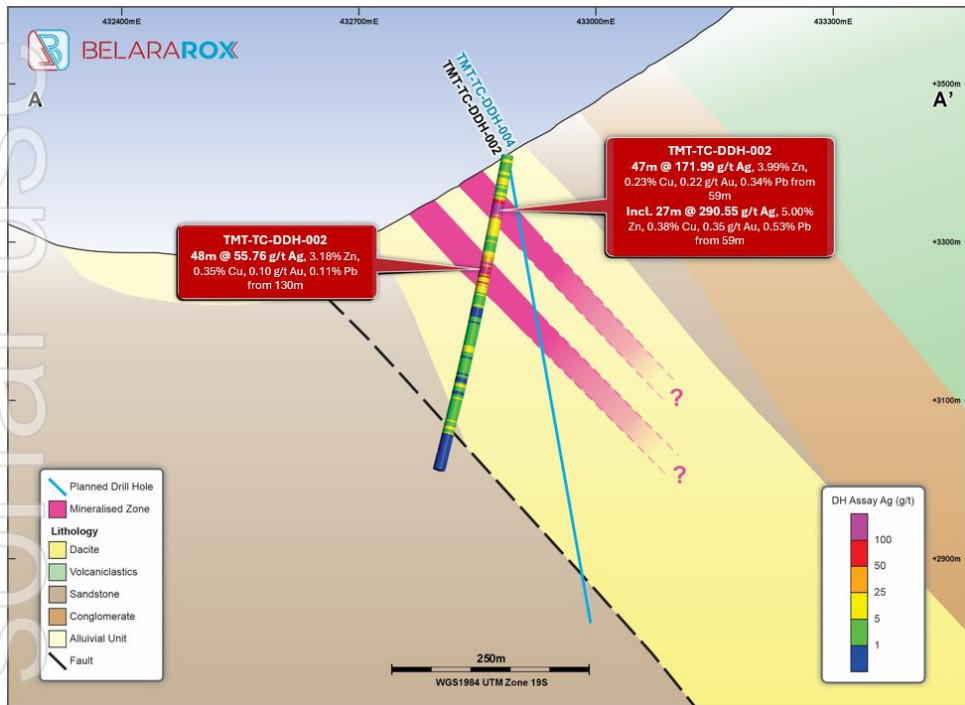 432400mE
432700mE
433000mE
433300mE
BELARAROX
A
A'
+3500m
+3300m
+3100m
+2900m
TMT-TC-DDH-004
TMT-TC-DDH-002
TMT-TC-DDH-002
47m @ 171.99 g/t Ag, 3.99% Zn,
0.23% Cu, 0.22 g/t Au, 0.34% Pb from
59m
Incl. 27m @ 290.55 g/t Ag, 5.00%
Zn, 0.38% Cu, 0.35 g/t Au, 0.53% Pb
from 59m
TMT-TC-DDH-002
48m @ 55.76 g/t Ag, 3.18% Zn,
0.35% Cu, 0.10 g/t Au, 0.11% Pb
from 130m
?
?
Planned Drill Hole
Mineralised Zone
Lithology
Dacite
Volcaniclastics
Sandstone
Conglomerate
Alluivial Unit
Fault
250m
WGS1984 UTM Zone 19S
DH Assay Ag (g/t)
100
50
25
5
1